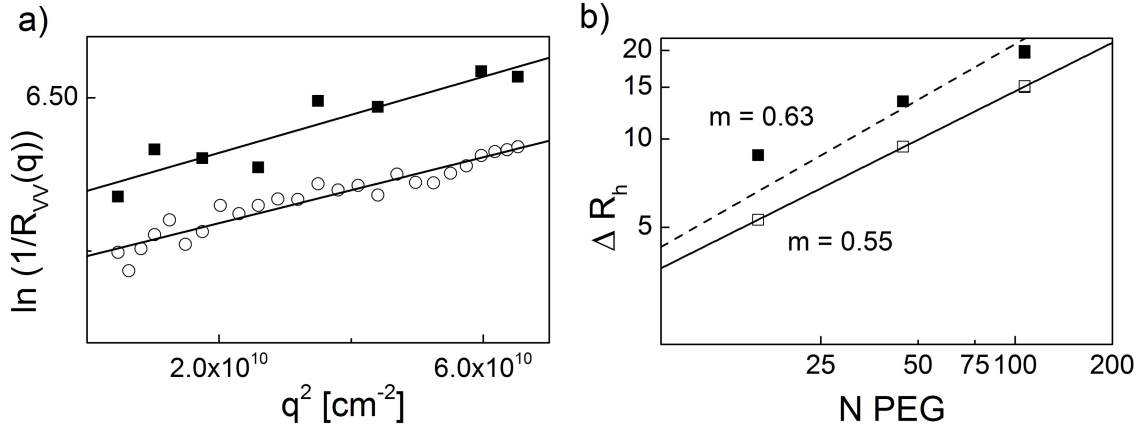 a)
6.50
ln (1/R_VV(q))
2.0x10^10
6.0x10^10
q^2 [cm^-2]
b)
20
15
10
5
Δ R_h
m = 0.63
m = 0.55
25
50
75
100
200
N PEG